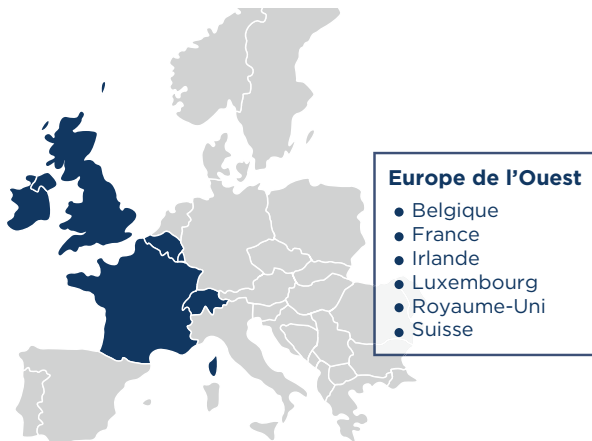 Europe de l’Ouest
• Belgique
• France
• Irlande
• Luxembourg
• Royaume-Uni
• Suisse